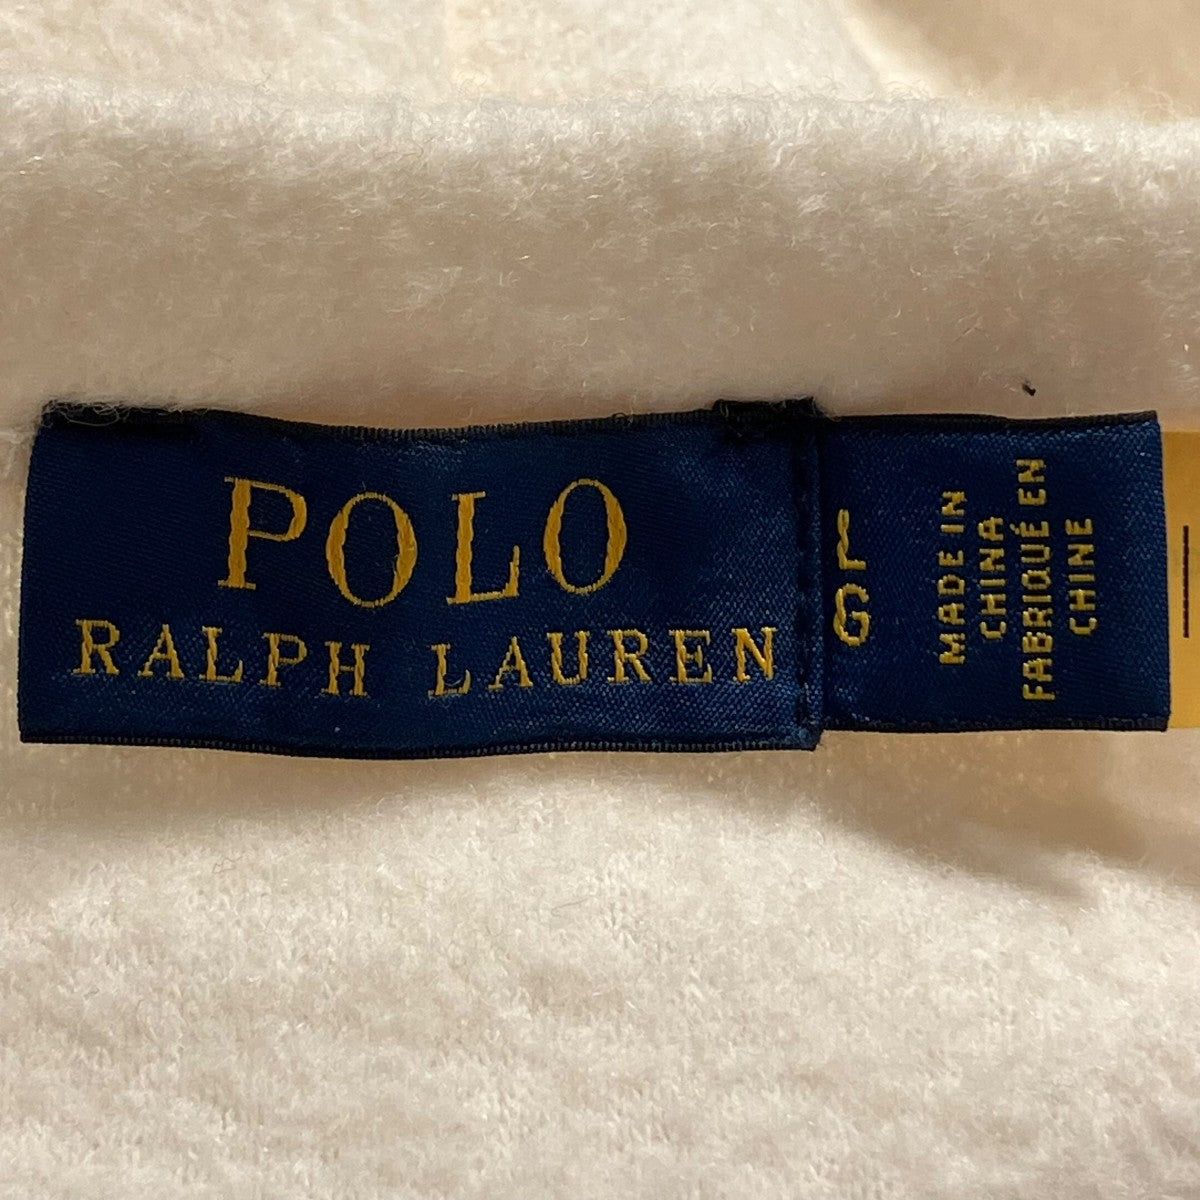 POLO
RALPH LAUREN
L
G
MADE IN
CHINA
FABRIQUÉ EN
CHINE